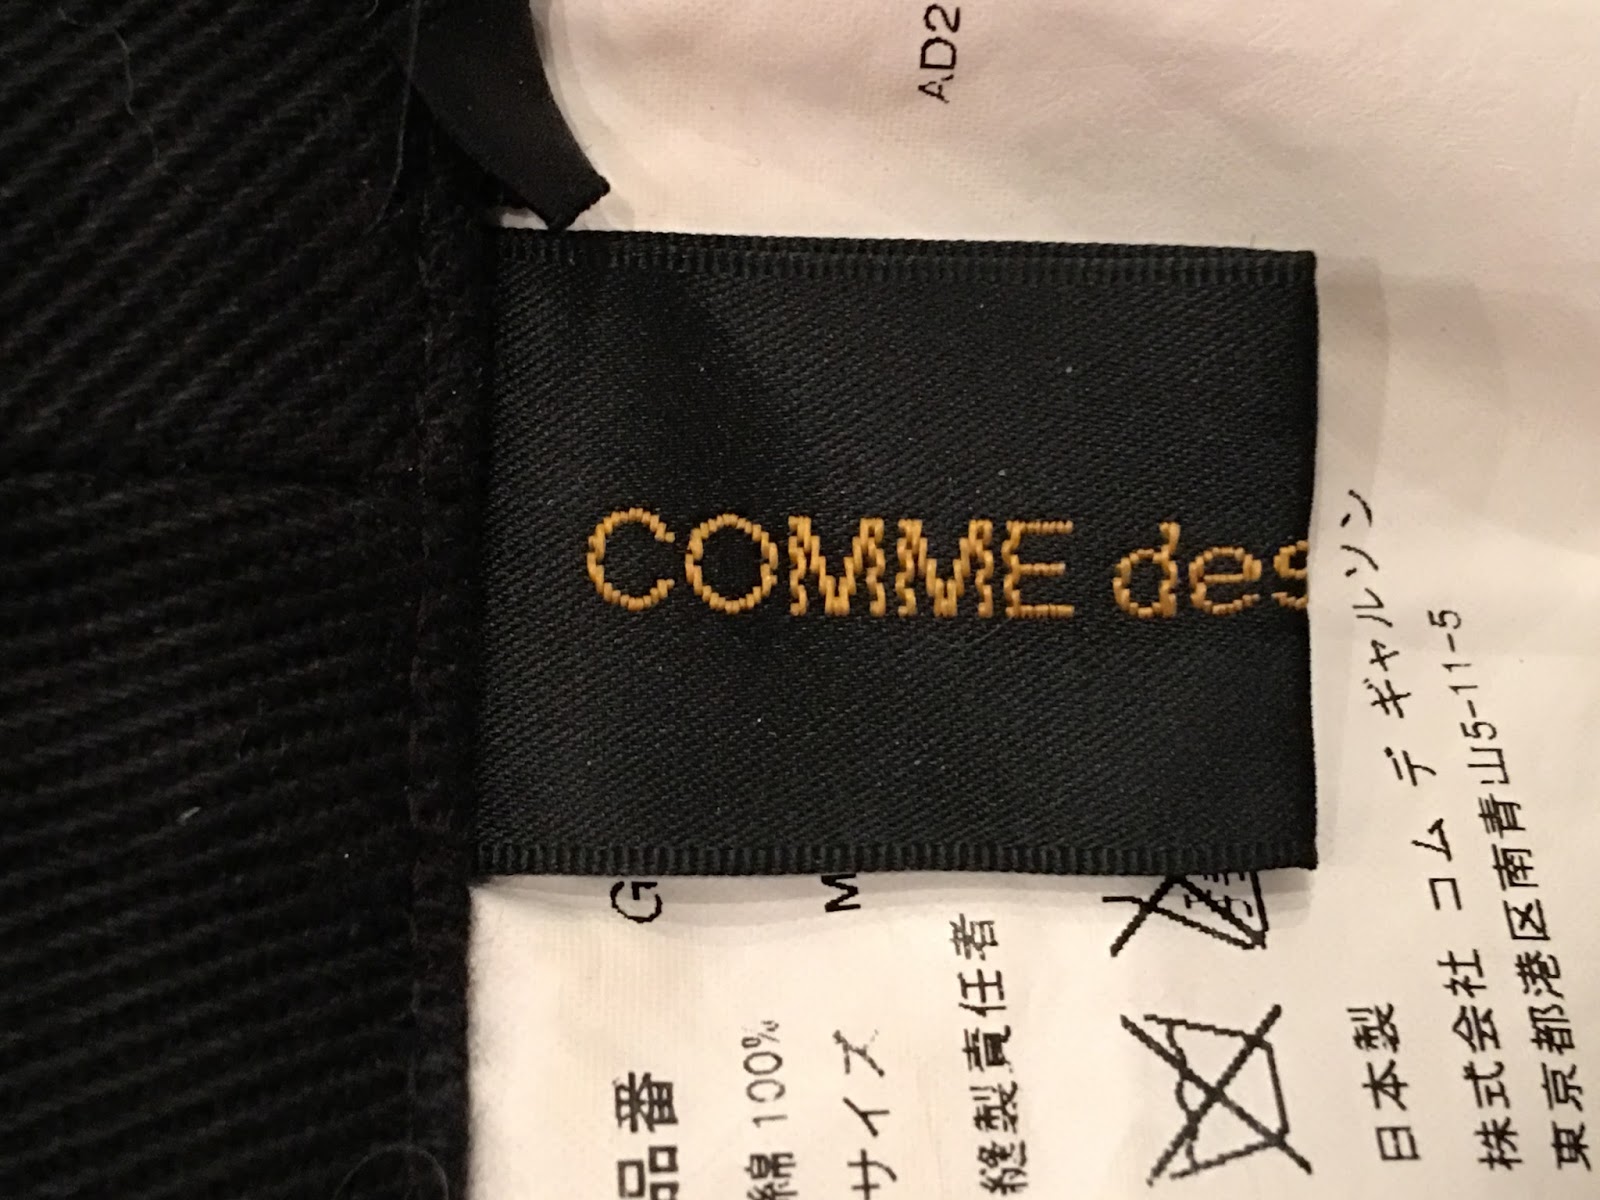 COMME des
AD2
品番 G
綿 100%
サイズ M
縫製責任者
日本製
株式会社 コム デ ギャルソン
東京都港区南青山5-11-5